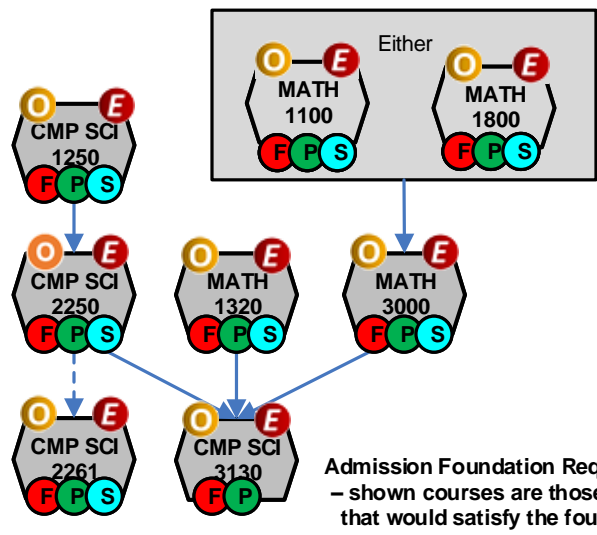 Either
O E O E
MATH
1100
F P S
MATH
1800
F P S
O E
CMP SCI
1250
F P S
O E
CMP SCI
2250
F P S
O E
MATH
1320
F P S
O E
MATH
3000
F P S
O E
CMP SCI
2261
F P S
O E
CMP SCI
3130
F P
Admission Foundation Req
– shown courses are those
that would satisfy the fou